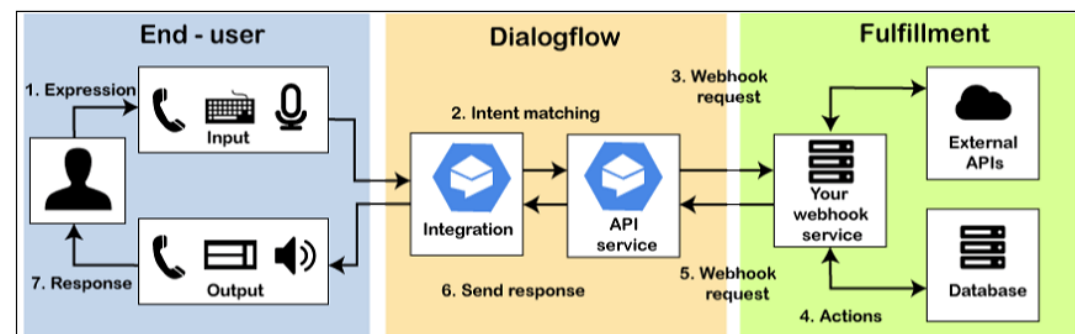 End - user
Dialogflow
Fulfillment
1. Expression
Input
2. Intent matching
3. Webhook
request
External
APIs
Integration
API
service
Your
webhook
service
7. Response
Output
6. Send response
5. Webhook
request
4. Actions
Database